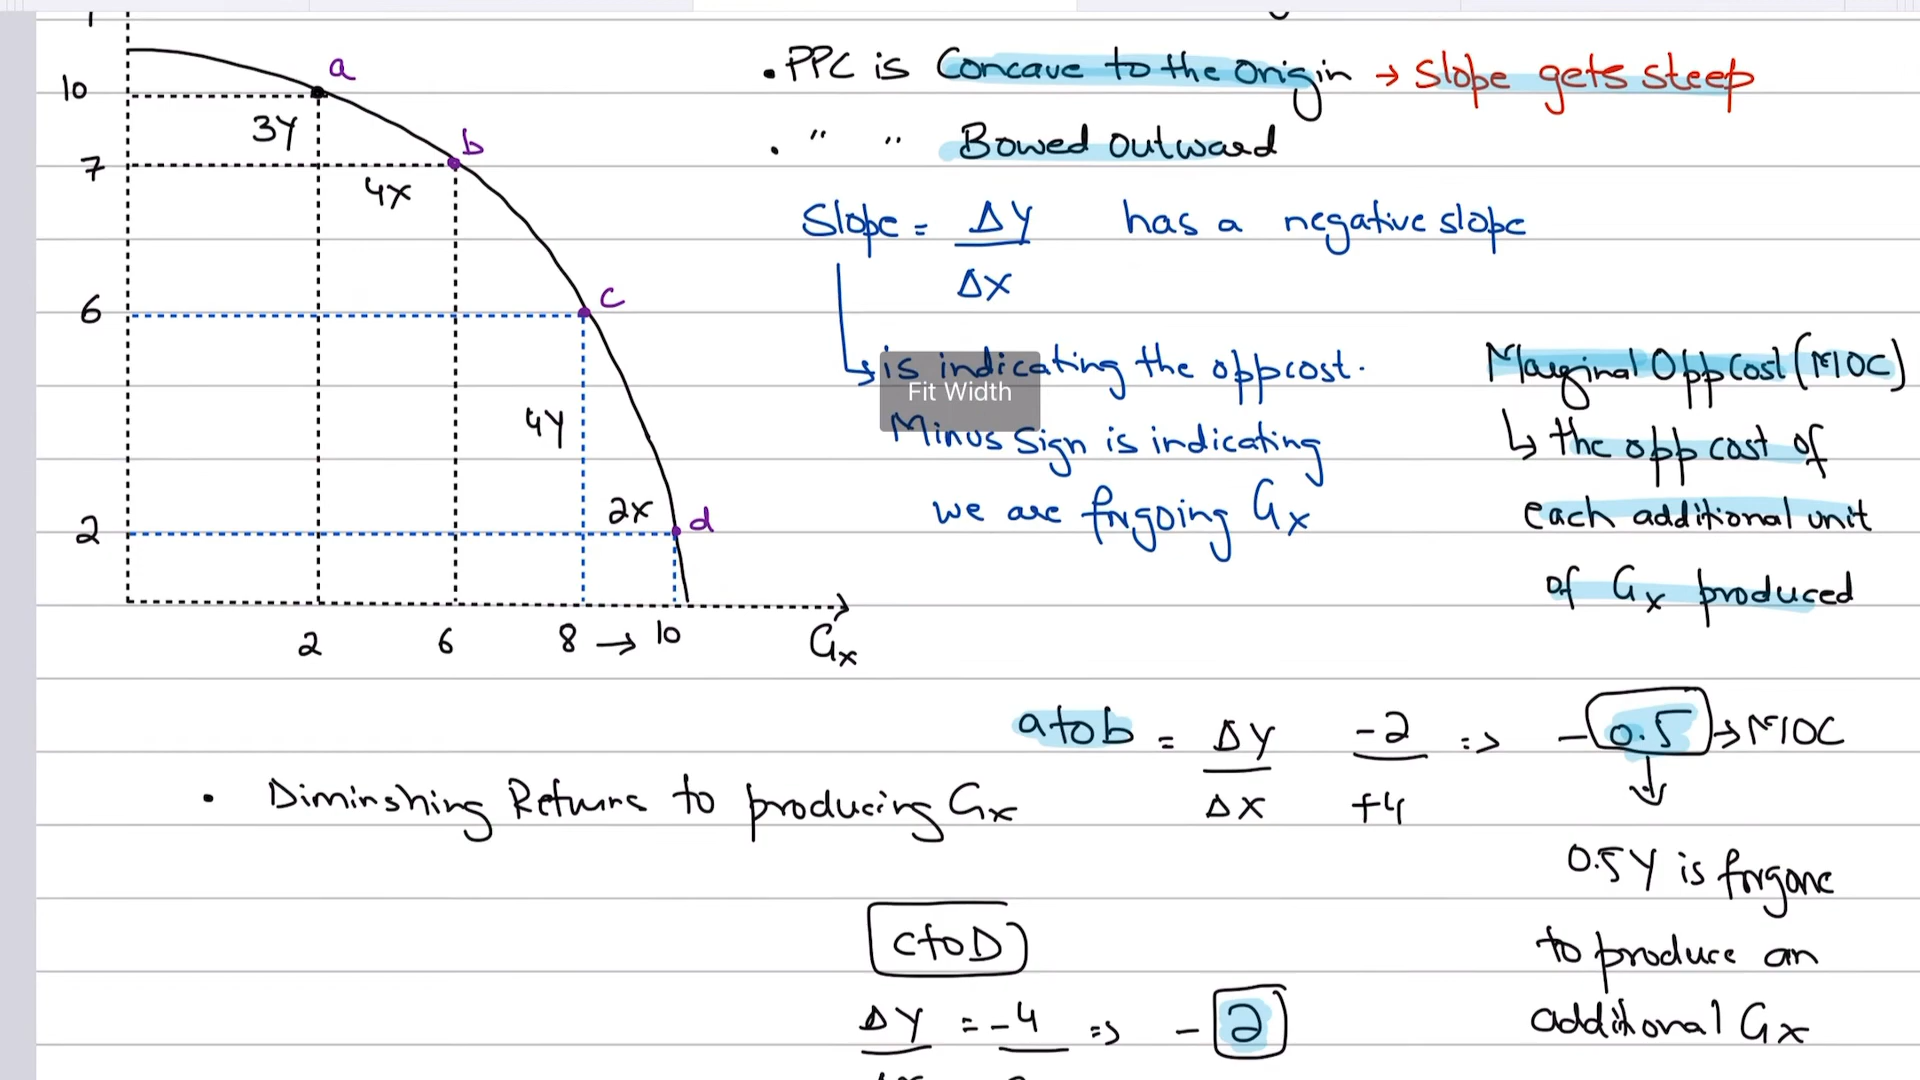 • PPC is Concave to the Origin → Slope gets steep
• " " Bowed Outward
Slope = ΔY has a negative slope
ΔX
↳ is indicating the opp cost.
Fit Width
Minus Sign is indicating
we are forgoing Gx
Marginal Opp Cost (MOC)
↳ the opp cost of
each additional unit
of Gx produced
10
a
3Y
7
b
4X
6
c
4Y
2
2X
d
2 6 8 → 10 Gx
a to b = ΔY -2 => - 0.5 → MOC
ΔX +4
• Diminshing Returns to producing Gx
0.5Y is forgone
to produce an
additional Gx
C to D
ΔY = -4 => - 2